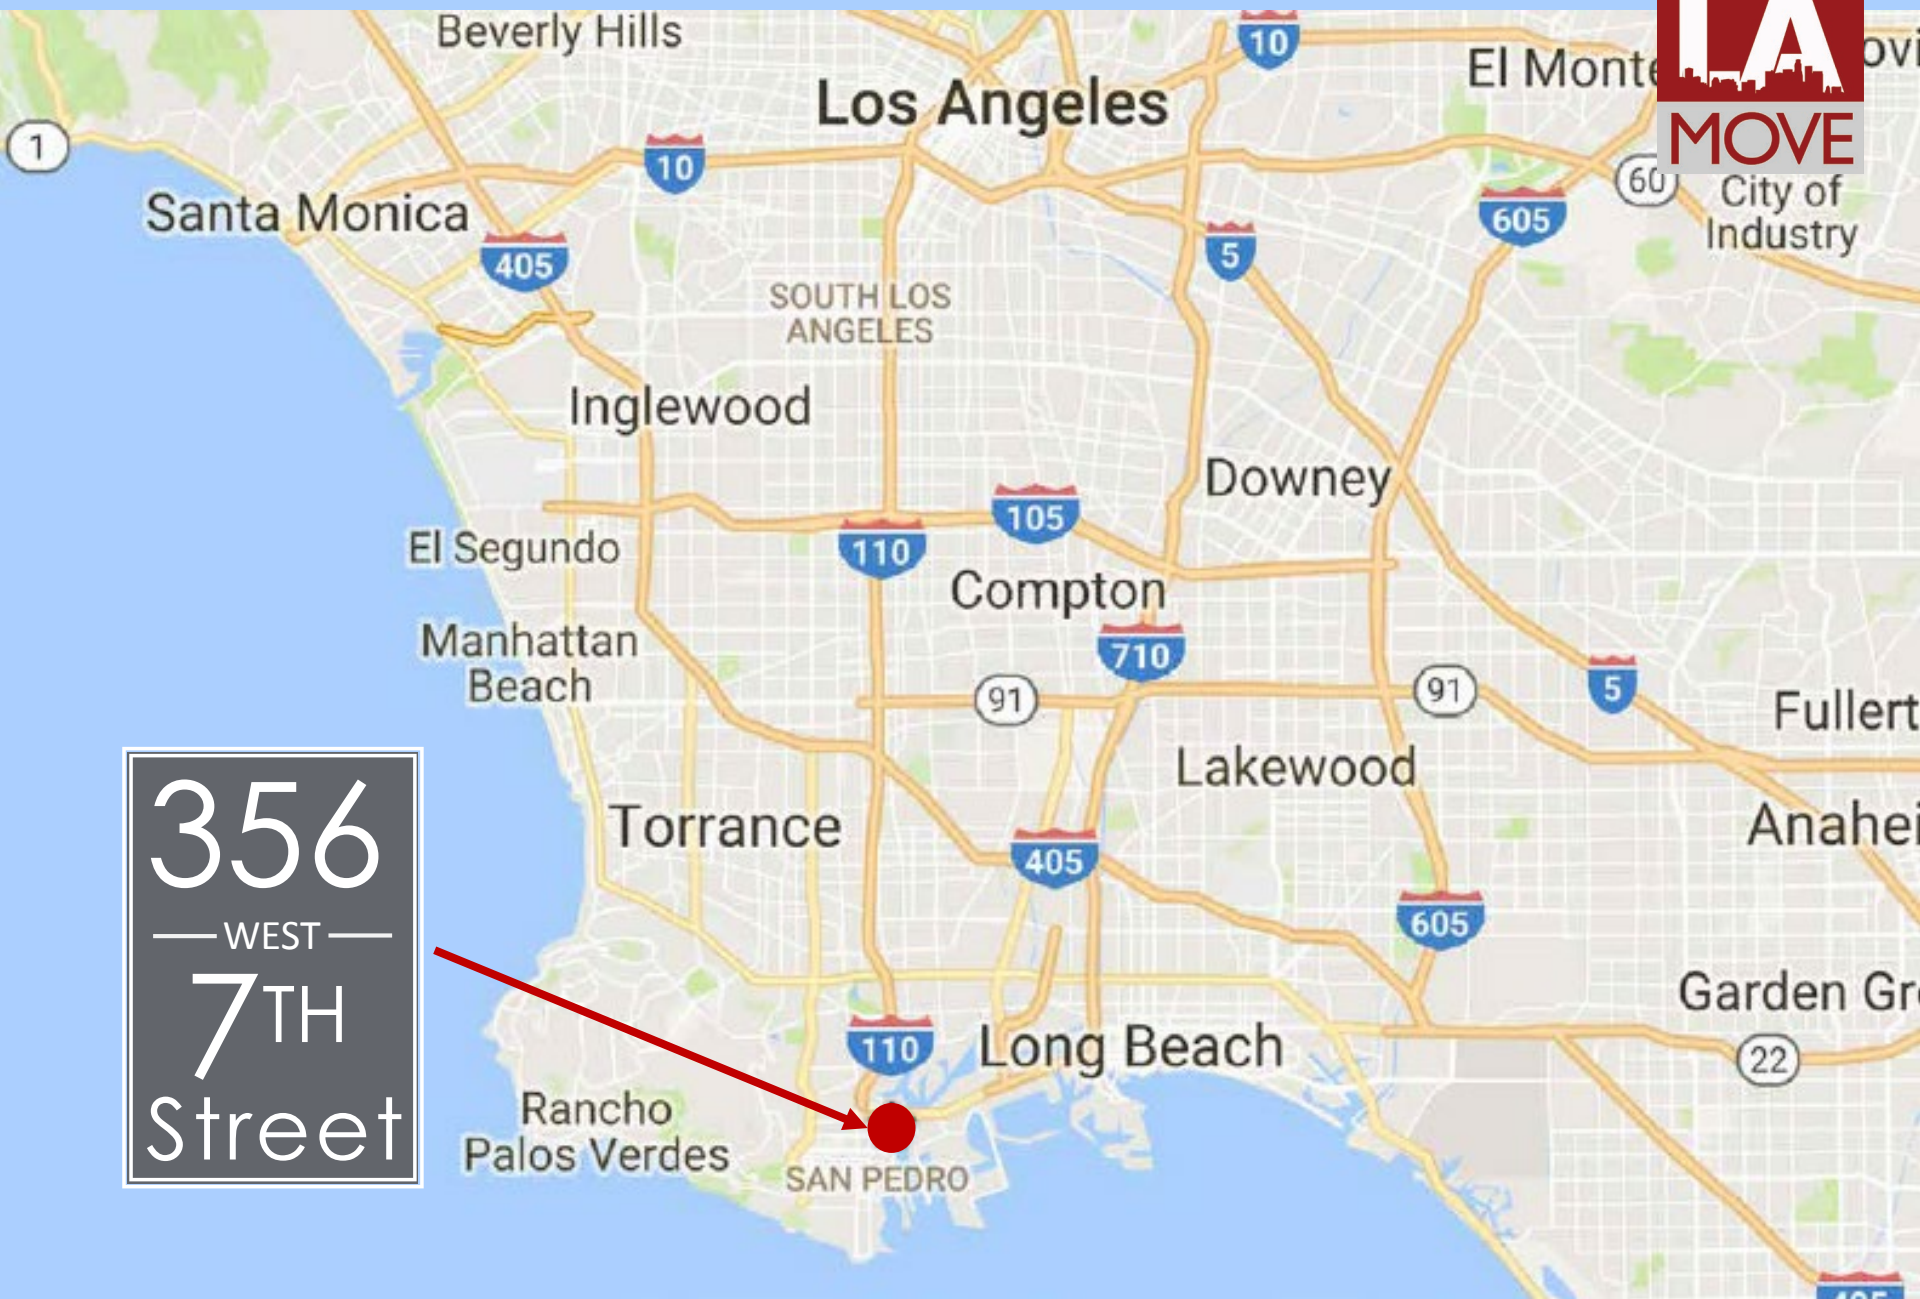 Beverly Hills
10
El Monte
LA
MOVE
Los Angeles
1
10
60
City of
Industry
Santa Monica
605
405
5
SOUTH LOS
ANGELES
Inglewood
Downey
105
110
El Segundo
Compton
Manhattan
Beach
710
91
91
5
Fullert
Lakewood
356
WEST
7TH
Street
Torrance
Anahei
405
605
Garden Gr
110
Long Beach
22
Rancho
Palos Verdes
SAN PEDRO
405